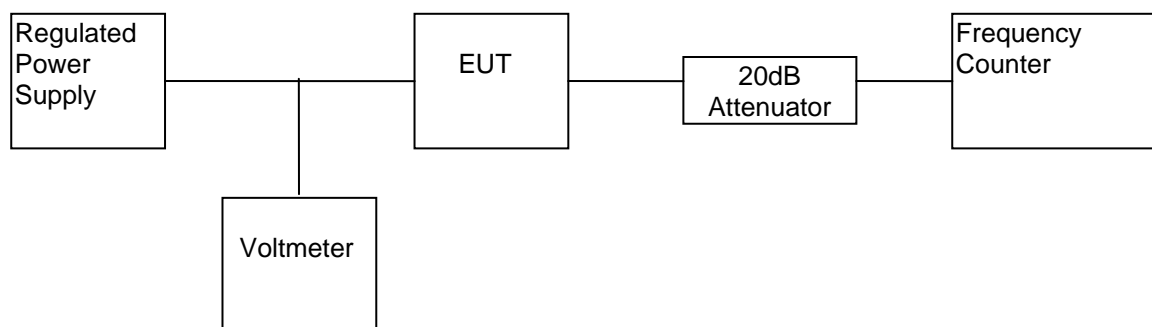 Regulated
Power
Supply
EUT
20dB
Attenuator
Frequency
Counter
Voltmeter